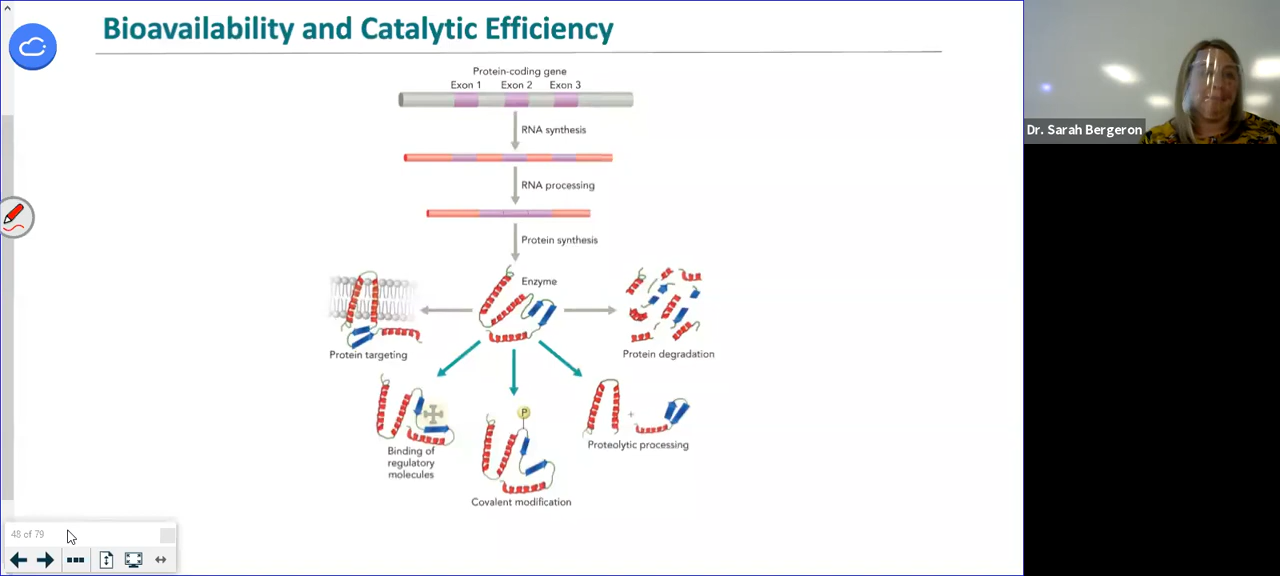 Bioavailability and Catalytic Efficiency
Protein-coding gene
Exon 1 Exon 2 Exon 3
RNA synthesis
RNA processing
Protein synthesis
Enzyme
Protein targeting
Protein degradation
P
+
Binding of
regulatory
molecules
Proteolytic processing
Covalent modification
Dr. Sarah Bergeron
48 of 79